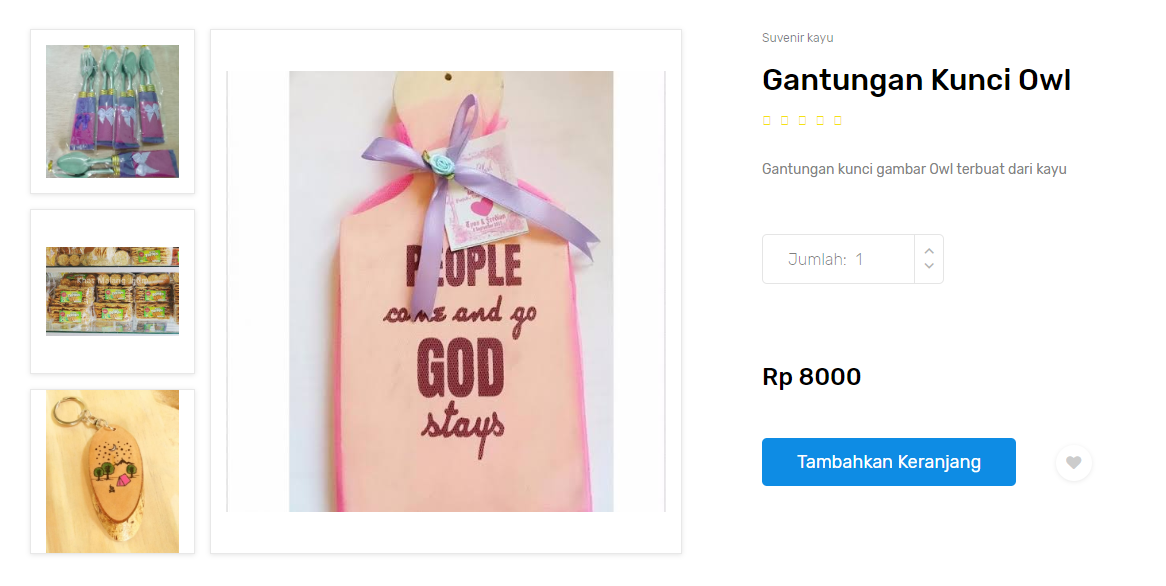 Suvenir kayu
Gantungan Kunci Owl
Gantungan kunci gambar Owl terbuat dari kayu
Jumlah: 1
Rp 8000
Tambahkan Keranjang
PEOPLE
come and go
GOD
stays